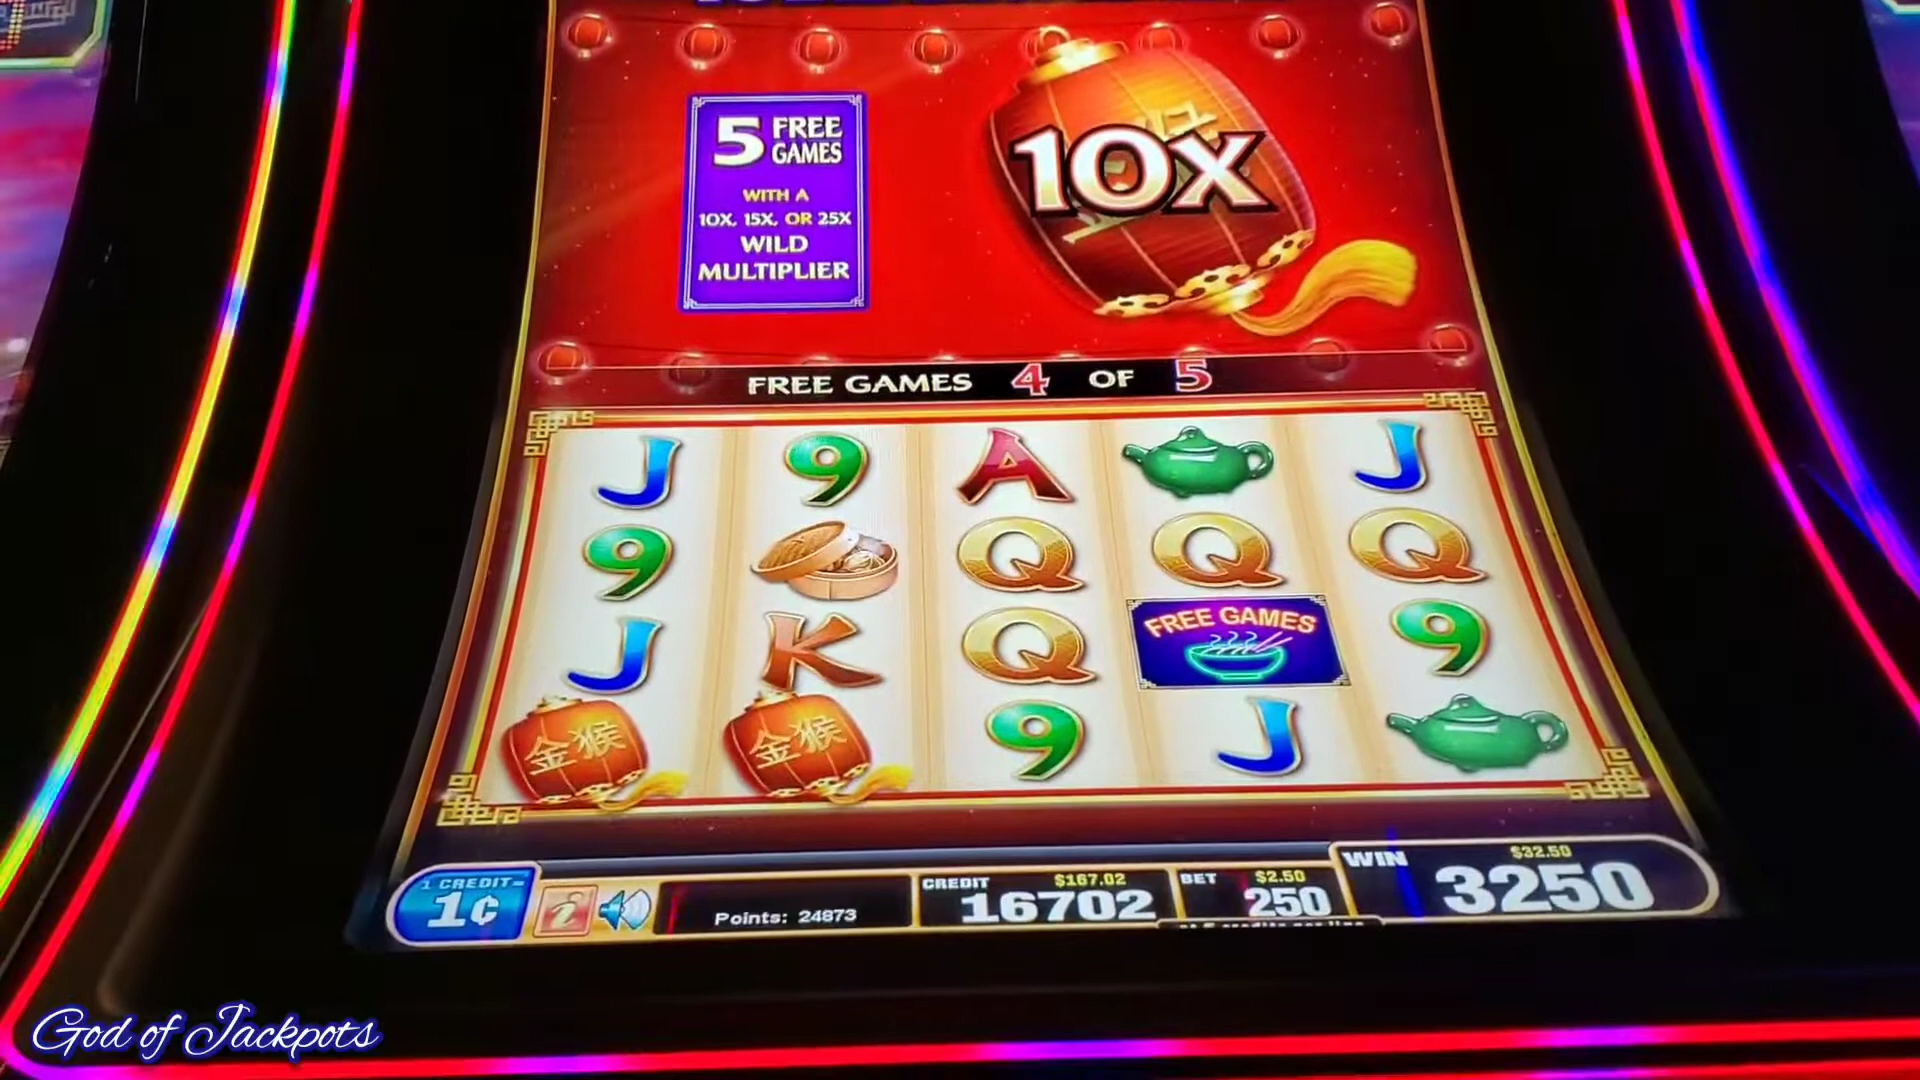 5 FREE
GAMES
WITH A
10X, 15X, OR 25X
WILD
MULTIPLIER
10X
FREE GAMES 4 OF 5
J 9 A J
9 Q Q Q
J K Q FREE GAMES 9
金猴 金猴 9 J
1 CREDIT=
1¢
Points: 24873
CREDIT $167.02
16702
BET $2.50
250
WIN $32.50
3250
God of Jackpots